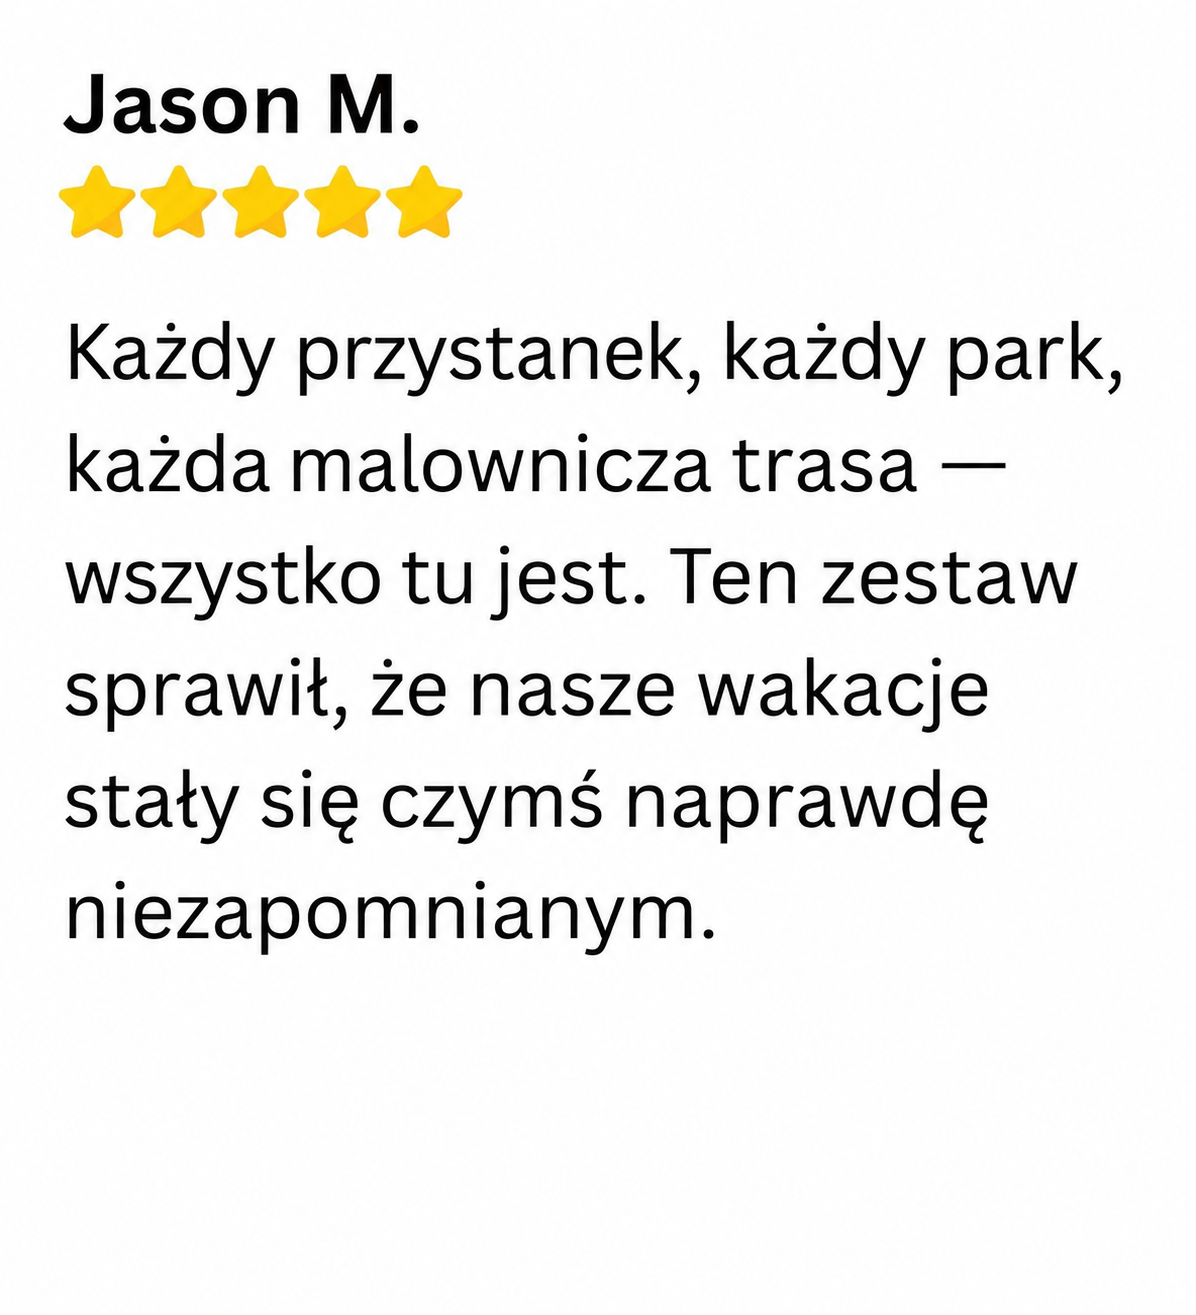 Jason M.
⭐⭐⭐⭐⭐
Każdy przystanek, każdy park,
każda malownicza trasa —
wszystko tu jest. Ten zestaw
sprawił, że nasze wakacje
stały się czymś naprawdę
niezapomnianym.